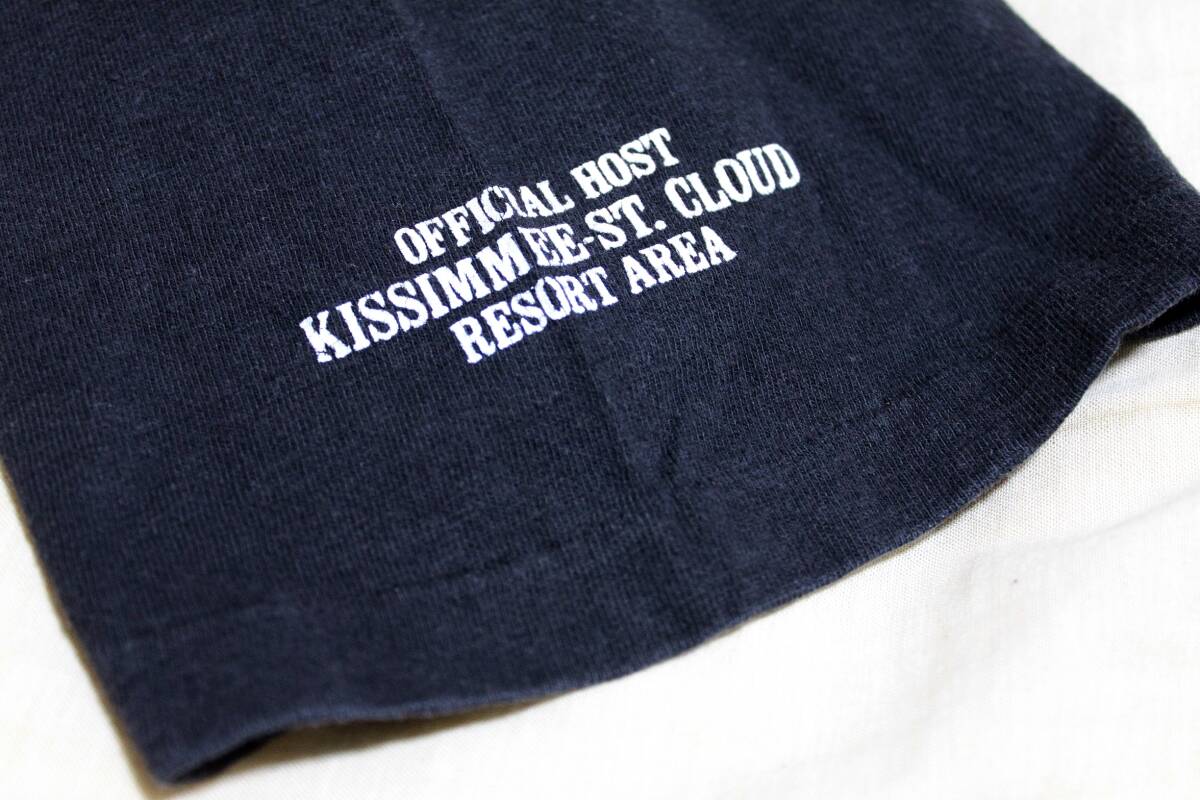 OFFICIAL HOST
KISSIMMEE-ST. CLOUD
RESORT AREA